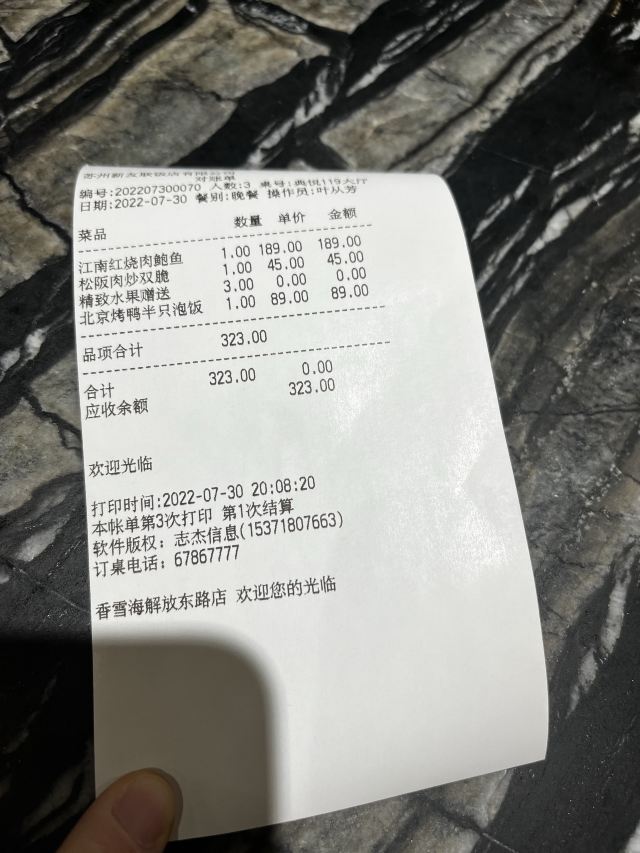 苏州新友联饭店有限公司
对账单
编号:202207300070 人数:3 桌号:典悦119大厅
日期:2022-07-30 餐别:晚餐 操作员:叶从芳
菜品 数量 单价 金额
江南红烧肉鲍鱼 1.00 189.00 189.00
松阪肉炒双脆 1.00 45.00 45.00
精致水果赠送 3.00 0.00 0.00
北京烤鸭半只泡饭 1.00 89.00 89.00
品项合计 323.00
合计 323.00 0.00
应收余额 323.00
欢迎光临
打印时间:2022-07-30 20:08:20
本帐单第3次打印 第1次结算
软件版权: 志杰信息(15371807663)
订桌电话: 67867777
香雪海解放东路店 欢迎您的光临